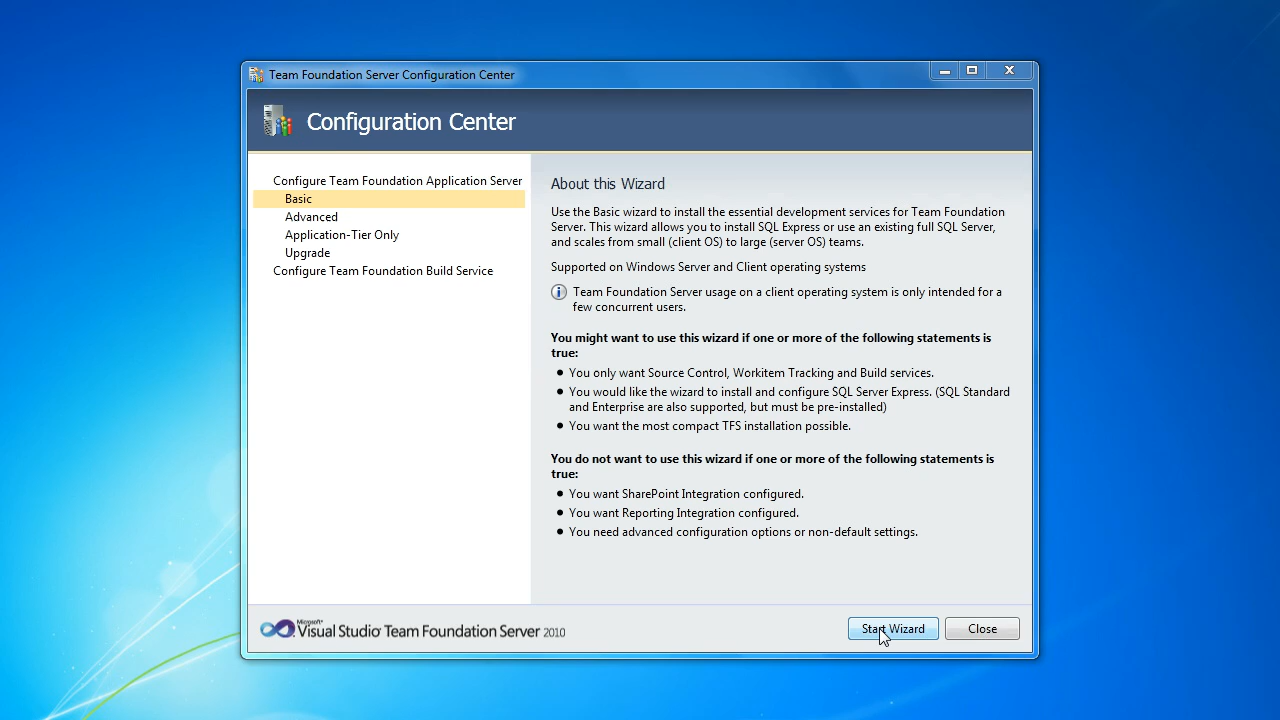 Team Foundation Server Configuration Center
Configuration Center
Configure Team Foundation Application Server
Basic
Advanced
Application-Tier Only
Upgrade
Configure Team Foundation Build Service
About this Wizard
Use the Basic wizard to install the essential development services for Team Foundation
Server. This wizard allows you to install SQL Express or use an existing full SQL Server,
and scales from small (client OS) to large (server OS) teams.
Supported on Windows Server and Client operating systems
Team Foundation Server usage on a client operating system is only intended for a
few concurrent users.
You might want to use this wizard if one or more of the following statements is
true:
• You only want Source Control, Workitem Tracking and Build services.
• You would like the wizard to install and configure SQL Server Express. (SQL Standard
and Enterprise are also supported, but must be pre-installed)
• You want the most compact TFS installation possible.
You do not want to use this wizard if one or more of the following statements is
true:
• You want SharePoint Integration configured.
• You want Reporting Integration configured.
• You need advanced configuration options or non-default settings.
Microsoft®
Visual Studio® Team Foundation Server 2010
Start Wizard
Close